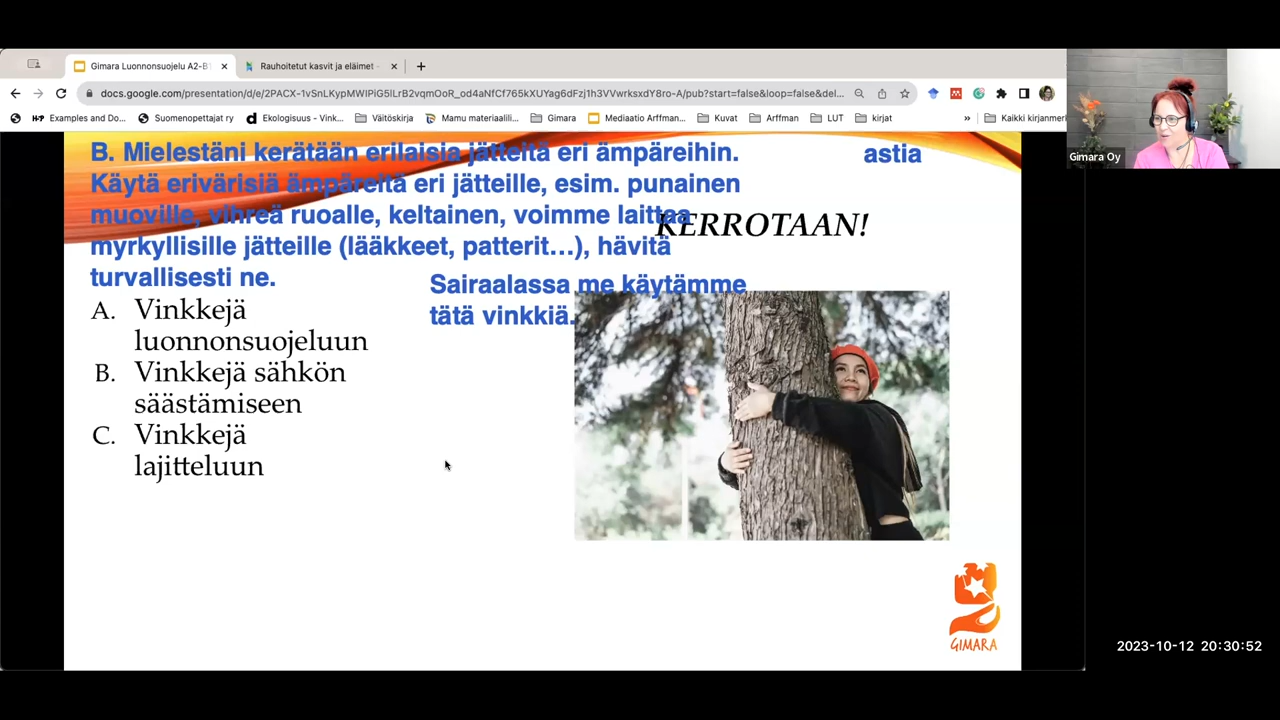 Gimara Luonnonsuojelu A2-B1
Rauhoitetut kasvit ja eläimet -
docs.google.com/presentation/d/e/2PACX-1vSnLKypMWIPiG5lLrB2vqmOoR_od4aNfCf765kXUYag6dFzj1h3VVwrksxdY8ro-A/pub?start=false&loop=false&del...
Examples and Do...
Suomenopettajat ry
Ekologisuus - Vink...
Väitöskirja
Mamu materiaalili...
Gimara
Mediaatio Arffman...
Kuvat
Arffman
LUT
kirjat
»
Kaikki kirjanmerl
Gimara Oy
B. Mielestäni kerätään erilaisia jätteitä eri ämpäreihin.
astia
Käytä erivärisiä ämpäreitä eri jätteille, esim. punainen
muoville, vihreä ruoalle, keltainen, voimme laittaa
KERROTAAN!
myrkyllisille jätteille (lääkkeet, patterit...), hävitä
turvallisesti ne.
Sairaalassa me käytämme
tätä vinkkiä.
A. Vinkkejä
luonnonsuojeluun
B. Vinkkejä sähkön
säästämiseen
C. Vinkkejä
lajitteluun
GIMARA
2023-10-12 20:30:52